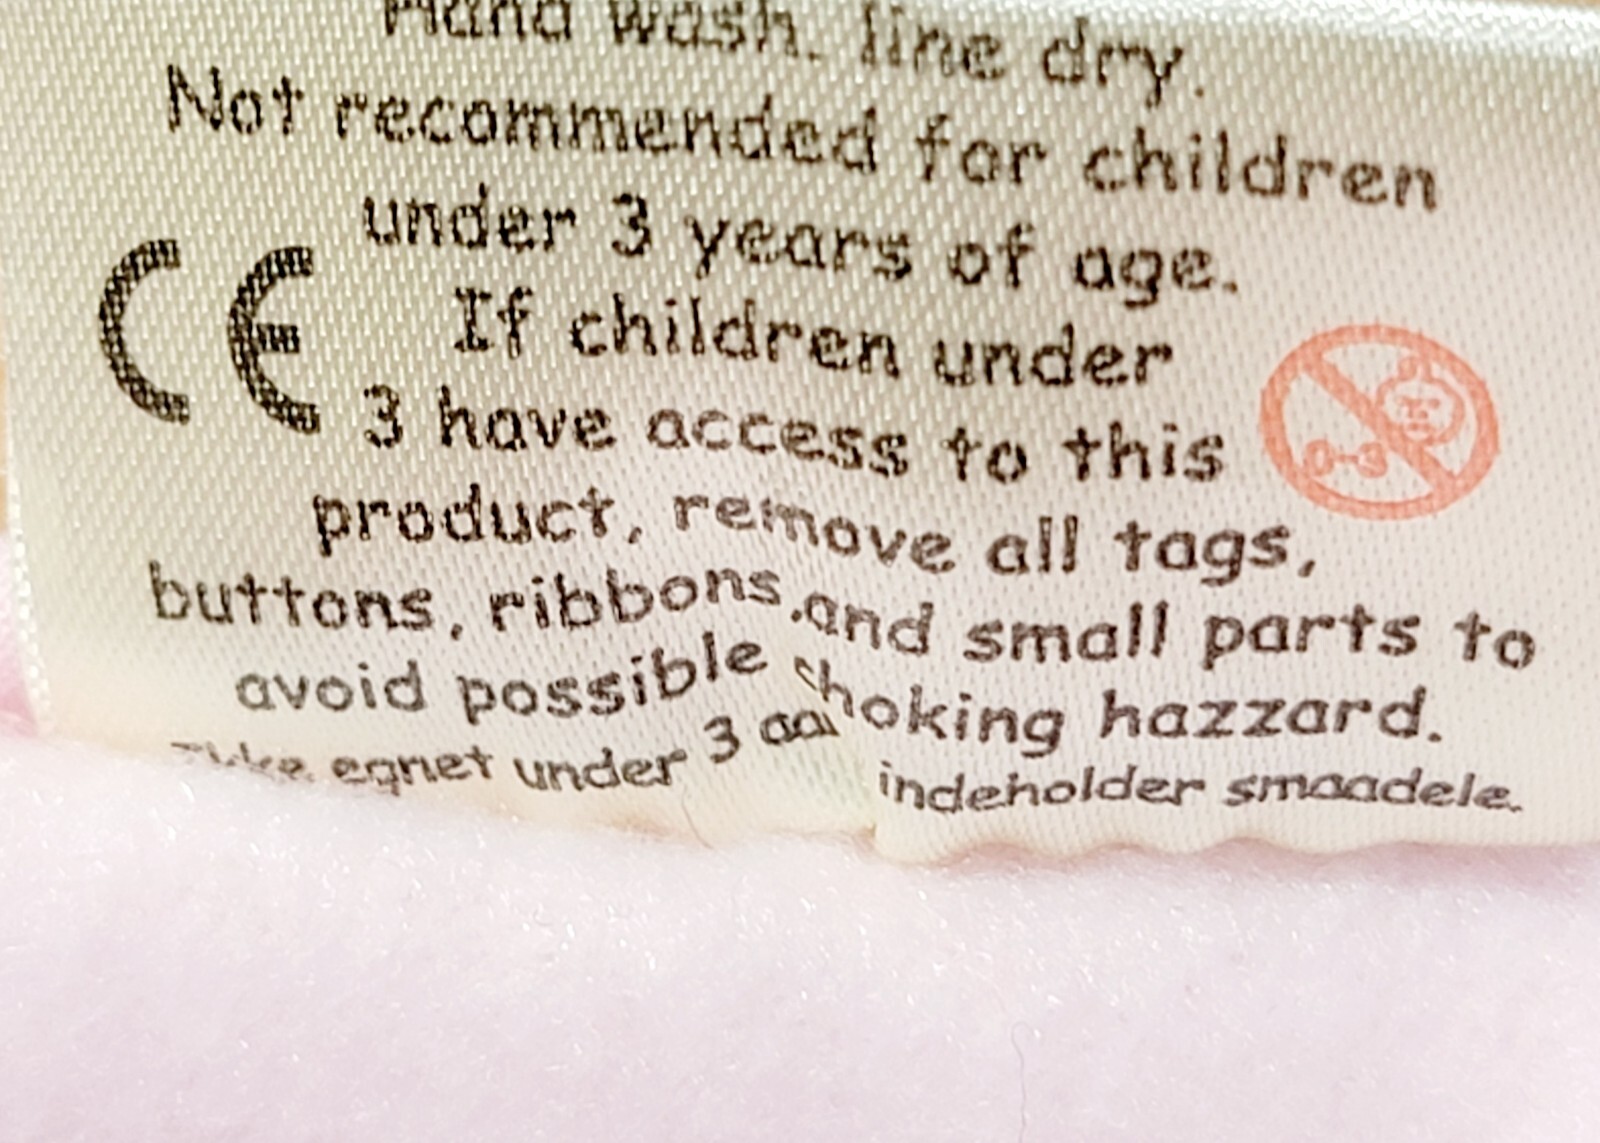 Hand wash. line dry.
Not recommended for children
under 3 years of age.
CE
If children under
3 have access to this
product, remove all tags,
buttons, ribbons, and small parts to
avoid possible choking hazzard.
Ikke egnet under 3 aar indeholder smaadele.